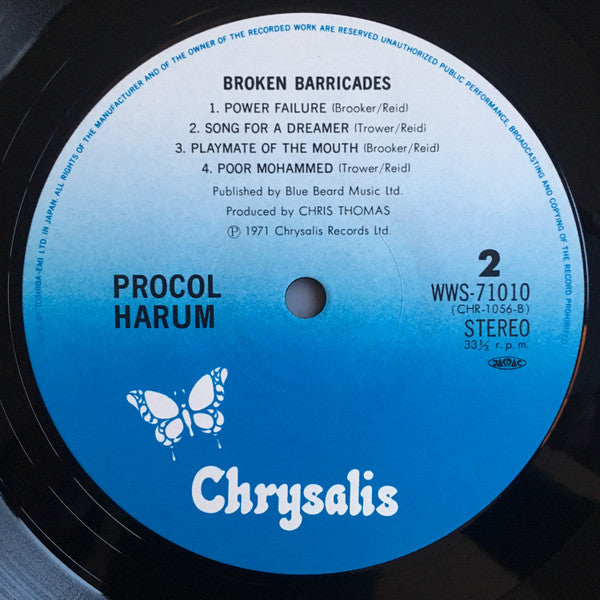 ALL RIGHTS OF THE MANUFACTURER AND OF THE OWNER OF THE RECORDED WORK ARE RESERVED. UNAUTHORIZED PUBLIC PERFORMANCE, BROADCASTING AND COPYING OF THE RECORD PROHIBITED.
TOSHIBA-EMI LTD. IN JAPAN.
BROKEN BARRICADES
1. POWER FAILURE (Brooker/Reid)
2. SONG FOR A DREAMER (Trower/Reid)
3. PLAYMATE OF THE MOUTH (Brooker/Reid)
4. POOR MOHAMMED (Trower/Reid)
Published by Blue Beard Music Ltd.
Produced by CHRIS THOMAS
Ⓟ 1971 Chrysalis Records Ltd.
PROCOL
HARUM
2
WWS-71010
(CHR-1056-B)
STEREO
33⅓ r.p.m.
JASRAC
Chrysalis